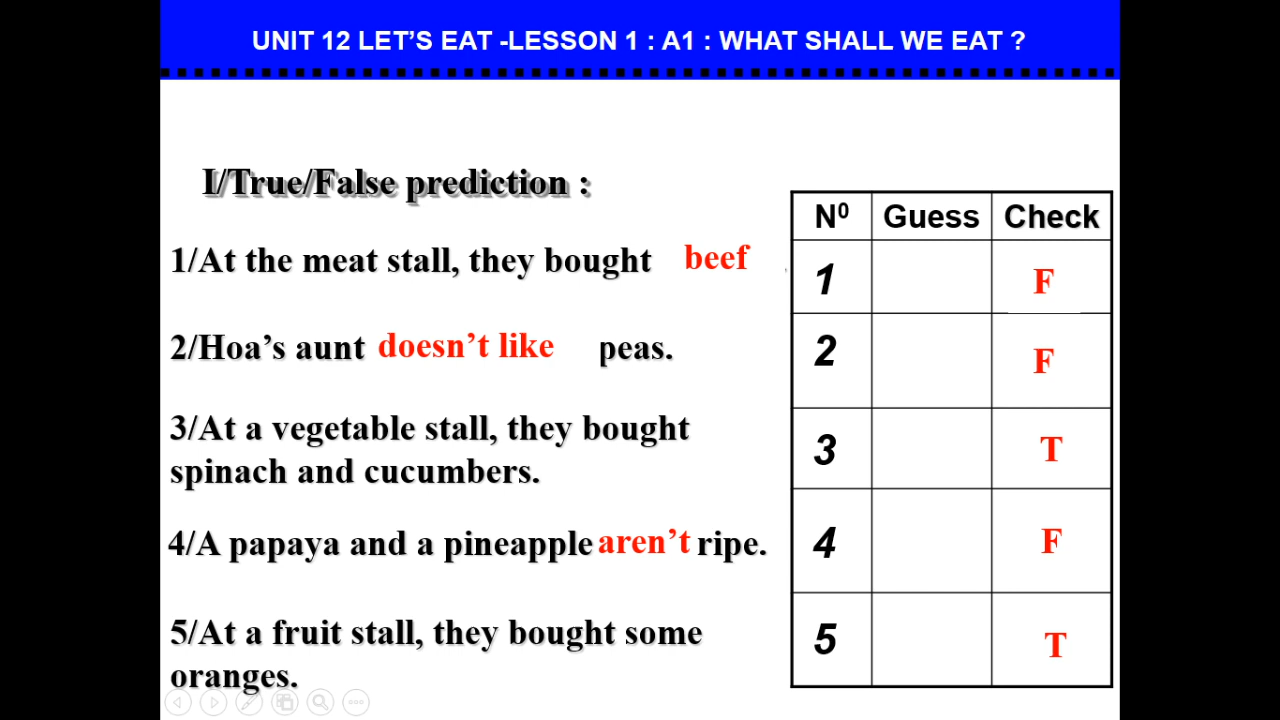 UNIT 12 LET’S EAT -LESSON 1 : A1 : WHAT SHALL WE EAT ?
I/True/False prediction :
1/At the meat stall, they bought beef
2/Hoa’s aunt doesn’t like peas.
3/At a vegetable stall, they bought
spinach and cucumbers.
4/A papaya and a pineapple aren’t ripe.
5/At a fruit stall, they bought some
oranges.
N⁰ Guess Check
1 F
2 F
3 T
4 F
5 T